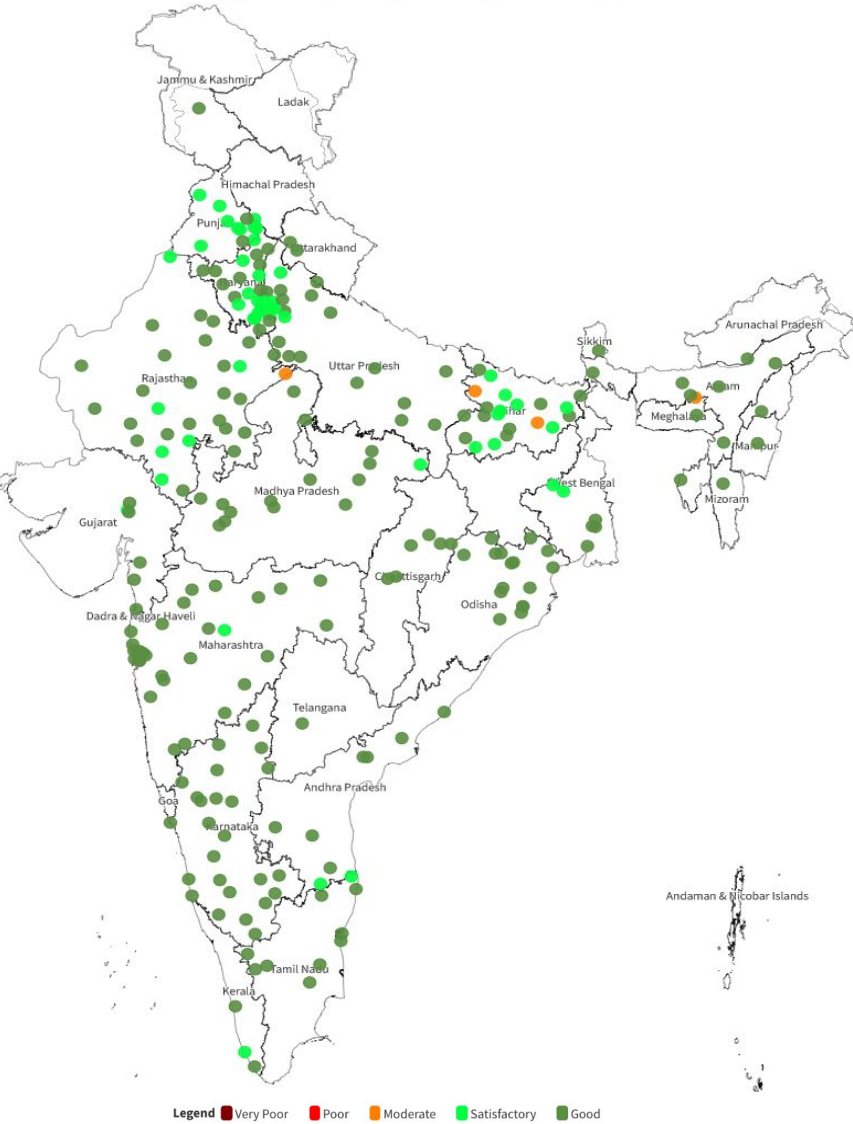 Jammu & Kashmir
Ladak
Himachal Pradesh
Punjab
Uttarakhand
Haryana
Arunachal Pradesh
Sikkim
Uttar Pradesh
Rajasthan
Assam
Bihar
Meghalaya
Manipur
West Bengal
Madhya Pradesh
Mizoram
Gujarat
Chhattisgarh
Odisha
Dadra & Nagar Haveli
Maharashtra
Telangana
Andhra Pradesh
Goa
Karnataka
Andaman & Nicobar Islands
Tamil Nadu
Kerala
Legend Very Poor Poor Moderate Satisfactory Good